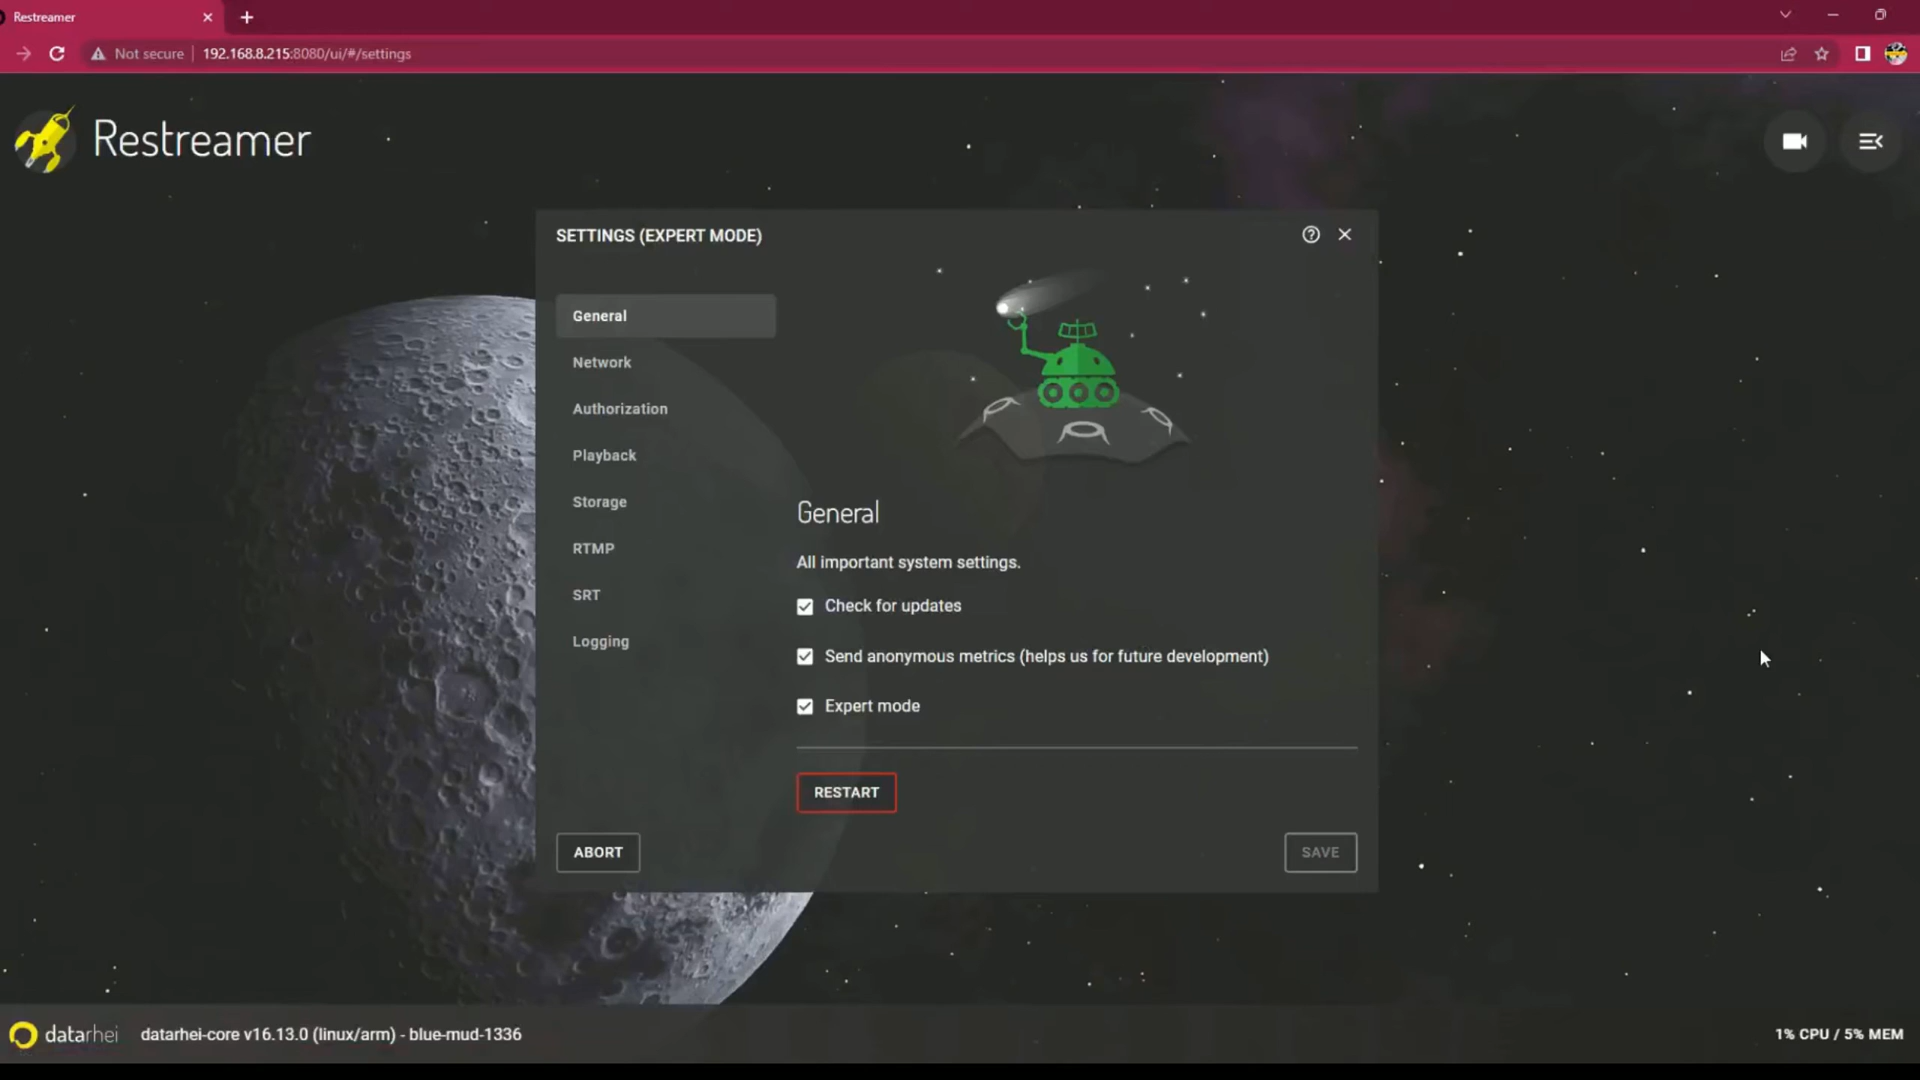 Restreamer
Not secure 192.168.8.215:8080/ui/#/settings
Restreamer
SETTINGS (EXPERT MODE)
General
Network
Authorization
Playback
Storage
RTMP
SRT
Logging
General
All important system settings.
Check for updates
Send anonymous metrics (helps us for future development)
Expert mode
RESTART
ABORT
SAVE
datarhei datarhei-core v16.13.0 (linux/arm) - blue-mud-1336
1% CPU / 5% MEM